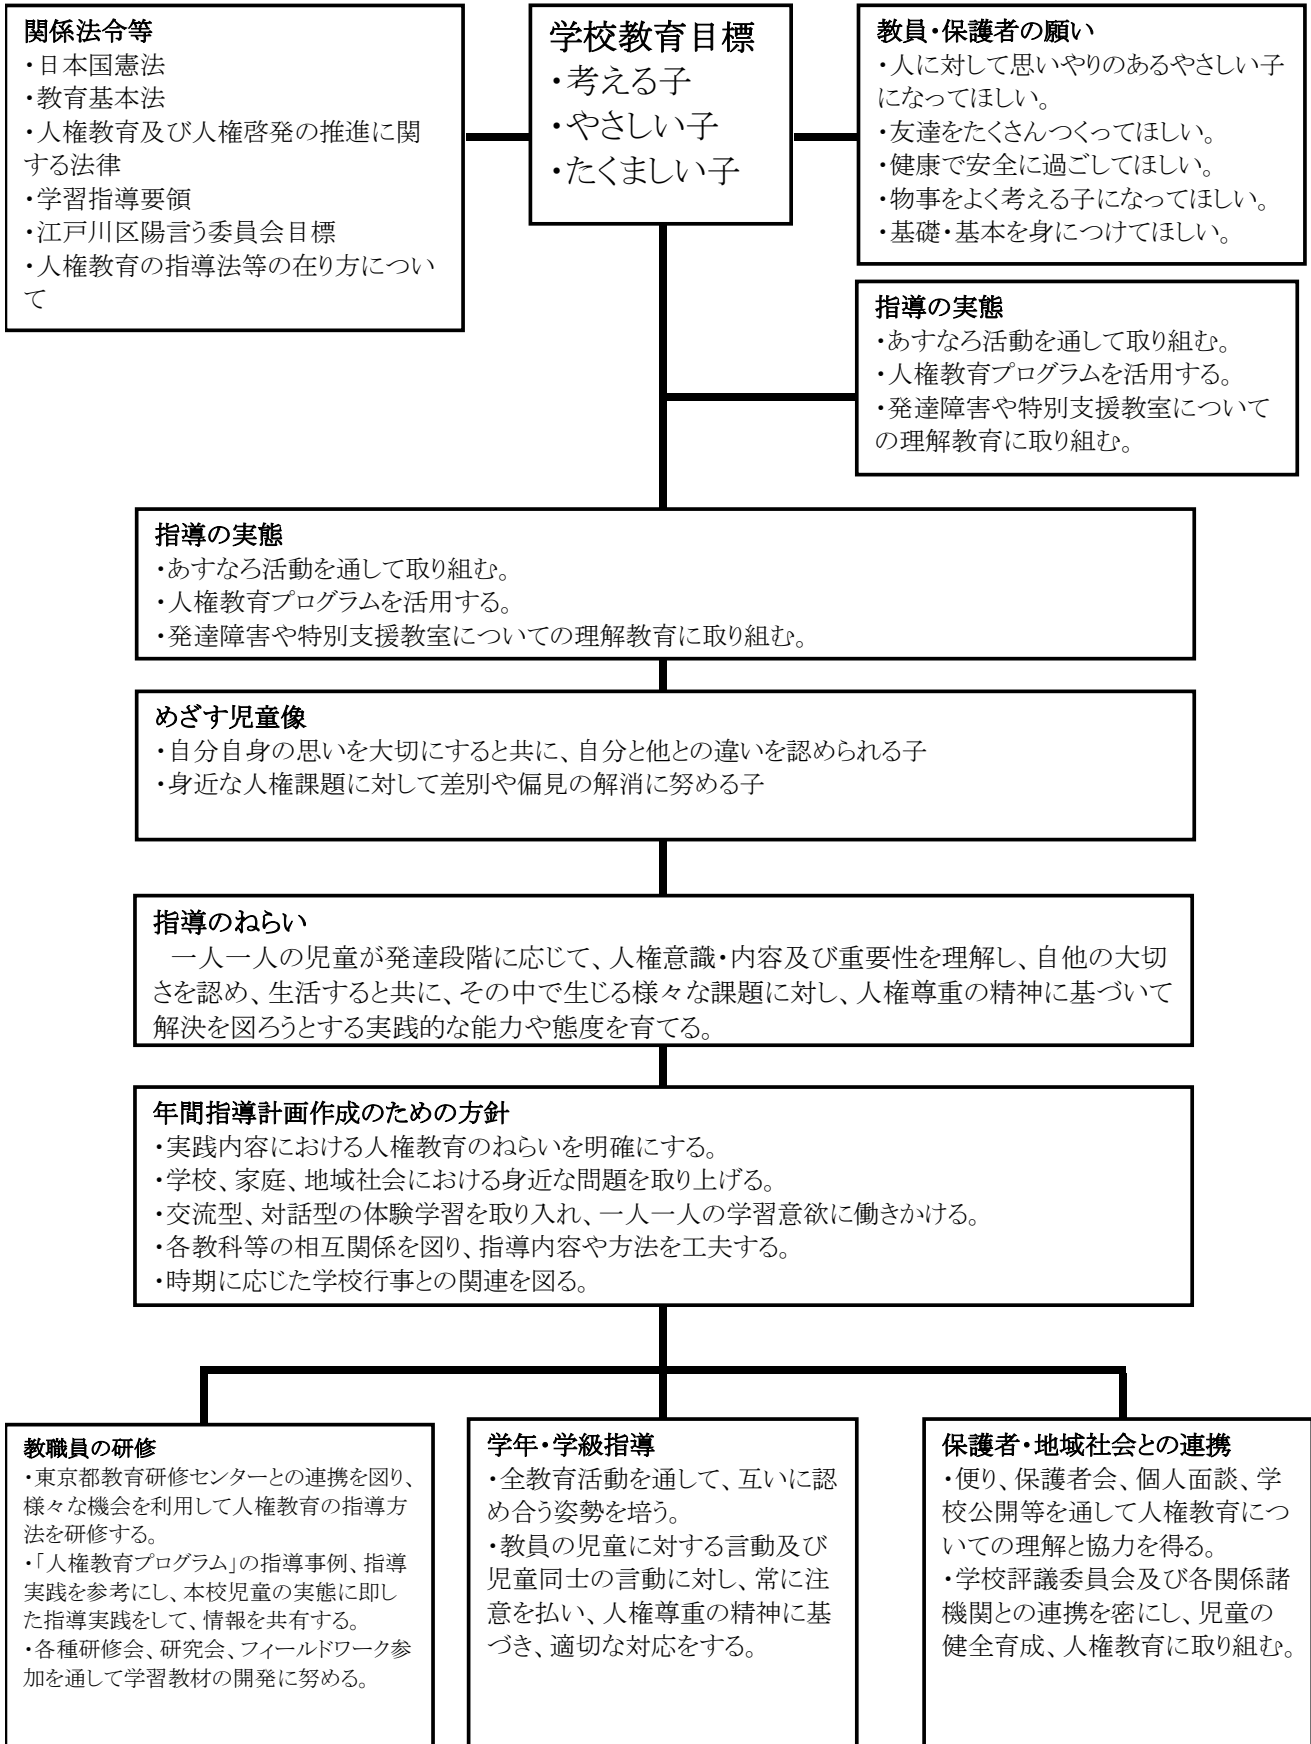 関係法令等
・日本国憲法
・教育基本法
・人権教育及び人権啓発の推進に関
する法律
・学習指導要領
・江戸川区陽言う委員会目標
・人権教育の指導法等の在り方につい
て
学校教育目標
・考える子
・やさしい子
・たくましい子
教員・保護者の願い
・人に対して思いやりのあるやさしい子
になってほしい。
・友達をたくさんつくってほしい。
・健康で安全に過ごしてほしい。
・物事をよく考える子になってほしい。
・基礎・基本を身につけてほしい。
指導の実態
・あすなろ活動を通して取り組む。
・人権教育プログラムを活用する。
・発達障害や特別支援教室について
の理解教育に取り組む。
指導の実態
・あすなろ活動を通して取り組む。
・人権教育プログラムを活用する。
・発達障害や特別支援教室についての理解教育に取り組む。
めざす児童像
・自分自身の思いを大切にすると共に、自分と他との違いを認められる子
・身近な人権課題に対して差別や偏見の解消に努める子
指導のねらい
一人一人の児童が発達段階に応じて、人権意識・内容及び重要性を理解し、自他の大切
さを認め、生活すると共に、その中で生じる様々な課題に対し、人権尊重の精神に基づいて
解決を図ろうとする実践的な能力や態度を育てる。
年間指導計画作成のための方針
・実践内容における人権教育のねらいを明確にする。
・学校、家庭、地域社会における身近な問題を取り上げる。
・交流型、対話型の体験学習を取り入れ、一人一人の学習意欲に働きかける。
・各教科等の相互関係を図り、指導内容や方法を工夫する。
・時期に応じた学校行事との関連を図る。
教職員の研修
・東京都教育研修センターとの連携を図り、
様々な機会を利用して人権教育の指導方
法を研修する。
・「人権教育プログラム」の指導事例、指導
実践を参考にし、本校児童の実態に即し
た指導実践をして、情報を共有する。
・各種研修会、研究会、フィールドワーク参
加を通して学習教材の開発に努める。
学年・学級指導
・全教育活動を通して、互いに認
め合う姿勢を培う。
・教員の児童に対する言動及び
児童同士の言動に対し、常に注
意を払い、人権尊重の精神に基
づき、適切な対応をする。
保護者・地域社会との連携
・便り、保護者会、個人面談、学
校公開等を通して人権教育につ
いての理解と協力を得る。
・学校評議委員会及び各関係諸
機関との連携を密にし、児童の
健全育成、人権教育に取り組む。